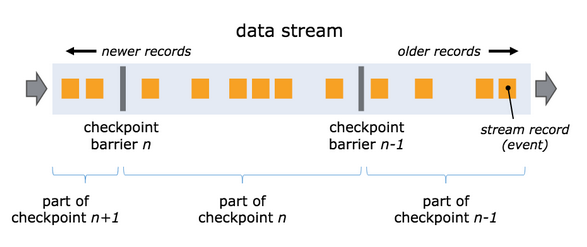 data stream
newer records
older records
checkpoint
barrier n
checkpoint
barrier n-1
stream record
(event)
part of
checkpoint n+1
part of
checkpoint n
part of
checkpoint n-1